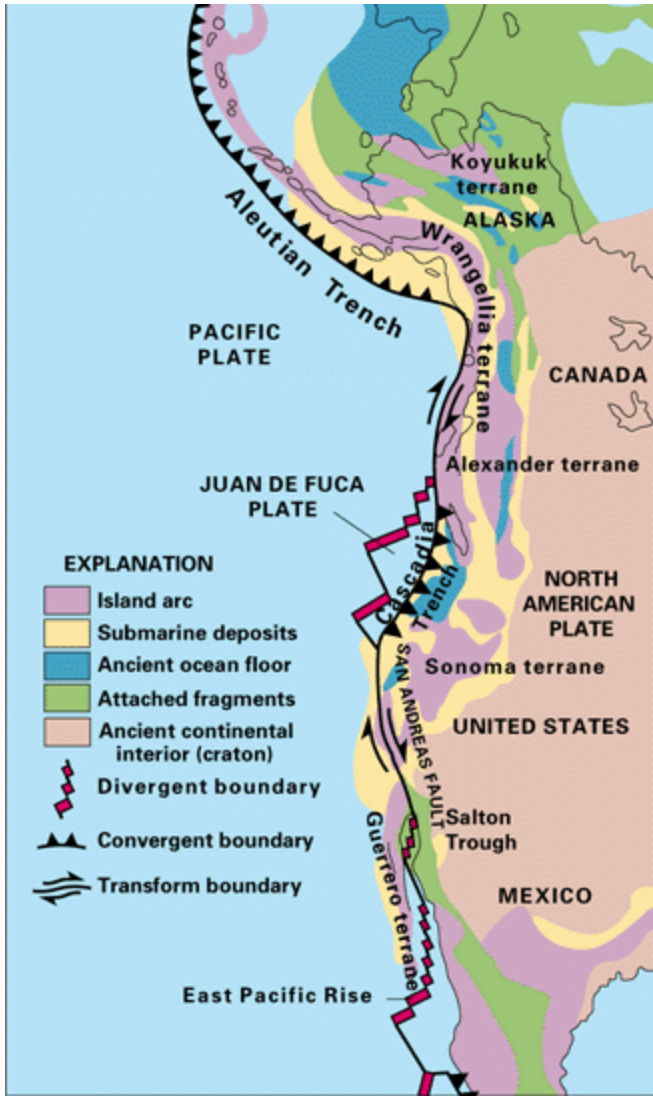 Koyukuk
terrane
ALASKA
Aleutian Trench
Wrangellia terrane
PACIFIC
PLATE
CANADA
Alexander terrane
JUAN DE FUCA
PLATE
Cascadia
Trench
EXPLANATION
Island arc
Submarine deposits
Ancient ocean floor
Attached fragments
Ancient continental
interior (craton)
Divergent boundary
Convergent boundary
Transform boundary
NORTH
AMERICAN
PLATE
Sonoma terrane
SAN ANDREAS FAULT
UNITED STATES
Salton
Trough
Guerrero terrane
MEXICO
East Pacific Rise